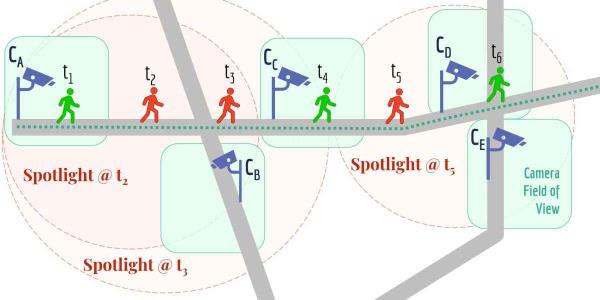 C_A
t_1
t_2
t_3
C_C
t_4
t_5
C_D
t_6
C_B
C_E
Spotlight @ t_2
Spotlight @ t_3
Spotlight @ t_5
Camera
Field of
View